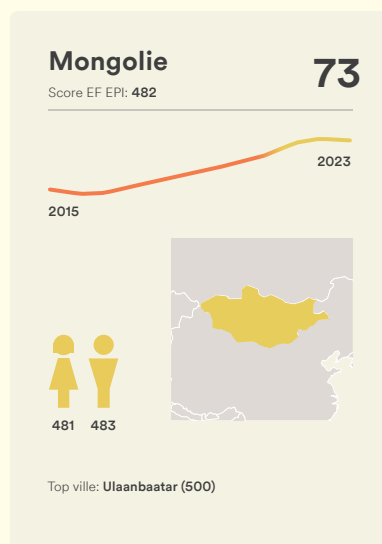 Mongolie
73
Score EF EPI: 482
2023
2015
481 483
Top ville: Ulaanbaatar (500)